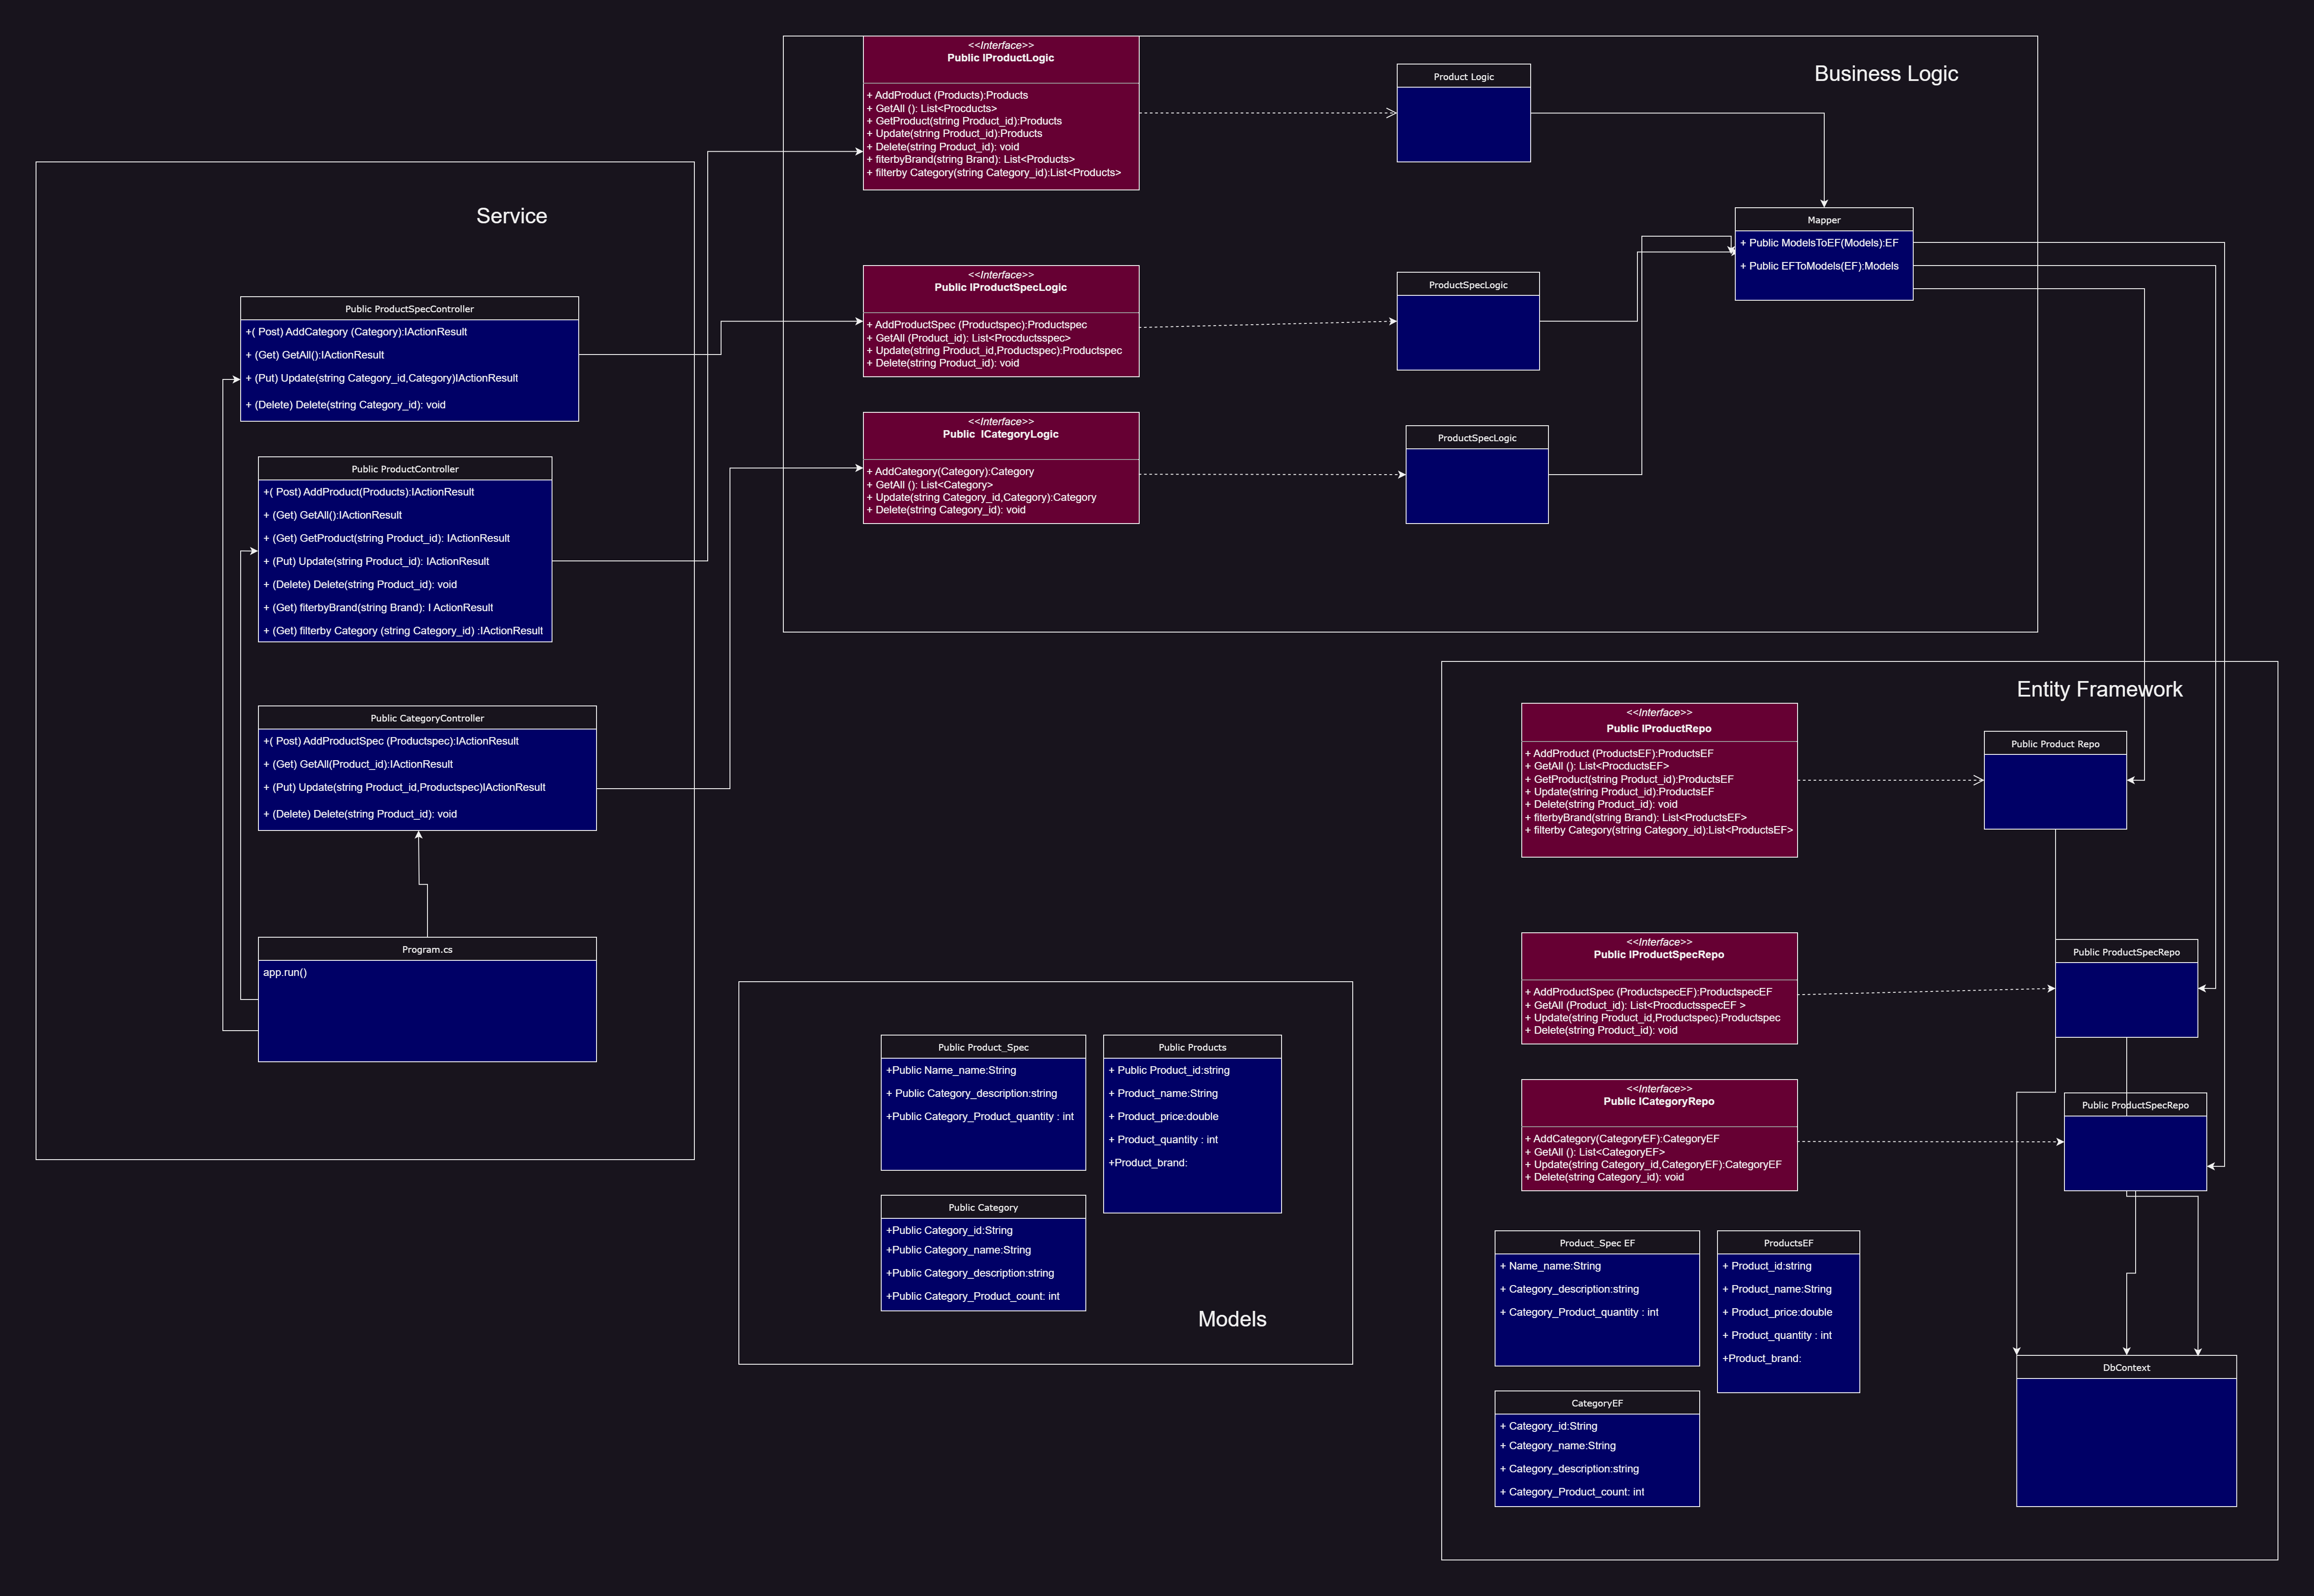 Service
Public ProductSpecController
+( Post) AddCategory (Category):IActionResult
+ (Get) GetAll():IActionResult
+ (Put) Update(string Category_id,Category)IActionResult
+ (Delete) Delete(string Category_id): void
Public ProductController
+( Post) AddProduct(Products):IActionResult
+ (Get) GetAll():IActionResult
+ (Get) GetProduct(string Product_id): IActionResult
+ (Put) Update(string Product_id): IActionResult
+ (Delete) Delete(string Product_id): void
+ (Get) fiterbyBrand(string Brand): I ActionResult
+ (Get) filterby Category (string Category_id) :IActionResult
Public CategoryController
+( Post) AddProductSpec (Productspec):IActionResult
+ (Get) GetAll(Product_id):IActionResult
+ (Put) Update(string Product_id,Productspec)IActionResult
+ (Delete) Delete(string Product_id): void
Program.cs
app.run()
Business Logic
<<Interface>>
Public IProductLogic
+ AddProduct (Products):Products
+ GetAll (): List<Procducts>
+ GetProduct(string Product_id):Products
+ Update(string Product_id):Products
+ Delete(string Product_id): void
+ fiterbyBrand(string Brand): List<Products>
+ filterby Category(string Category_id):List<Products>
Product Logic
<<Interface>>
Public IProductSpecLogic
+ AddProductSpec (Productspec):Productspec
+ GetAll (Product_id): List<Procductsspec>
+ Update(string Product_id,Productspec):Productspec
+ Delete(string Product_id): void
ProductSpecLogic
<<Interface>>
Public  ICategoryLogic
+ AddCategory(Category):Category
+ GetAll (): List<Category>
+ Update(string Category_id,Category):Category
+ Delete(string Category_id): void
ProductSpecLogic
Mapper
+ Public ModelsToEF(Models):EF
+ Public EFToModels(EF):Models
Models
Public Product_Spec
+Public Name_name:String
+ Public Category_description:string
+Public Category_Product_quantity : int
Public Products
+ Public Product_id:string
+ Product_name:String
+ Product_price:double
+ Product_quantity : int
+Product_brand:
Public Category
+Public Category_id:String
+Public Category_name:String
+Public Category_description:string
+Public Category_Product_count: int
Entity Framework
<<Interface>>
Public IProductRepo
+ AddProduct (ProductsEF):ProductsEF
+ GetAll (): List<ProcductsEF>
+ GetProduct(string Product_id):ProductsEF
+ Update(string Product_id):ProductsEF
+ Delete(string Product_id): void
+ fiterbyBrand(string Brand): List<ProductsEF>
+ filterby Category(string Category_id):List<ProductsEF>
Public Product Repo
<<Interface>>
Public IProductSpecRepo
+ AddProductSpec (ProductspecEF):ProductspecEF
+ GetAll (Product_id): List<ProcductsspecEF >
+ Update(string Product_id,Productspec):Productspec
+ Delete(string Product_id): void
Public ProductSpecRepo
<<Interface>>
Public ICategoryRepo
+ AddCategory(CategoryEF):CategoryEF
+ GetAll (): List<CategoryEF>
+ Update(string Category_id,CategoryEF):CategoryEF
+ Delete(string Category_id): void
Public ProductSpecRepo
Product_Spec EF
+ Name_name:String
+ Category_description:string
+ Category_Product_quantity : int
ProductsEF
+ Product_id:string
+ Product_name:String
+ Product_price:double
+ Product_quantity : int
+Product_brand:
CategoryEF
+ Category_id:String
+ Category_name:String
+ Category_description:string
+ Category_Product_count: int
DbContext